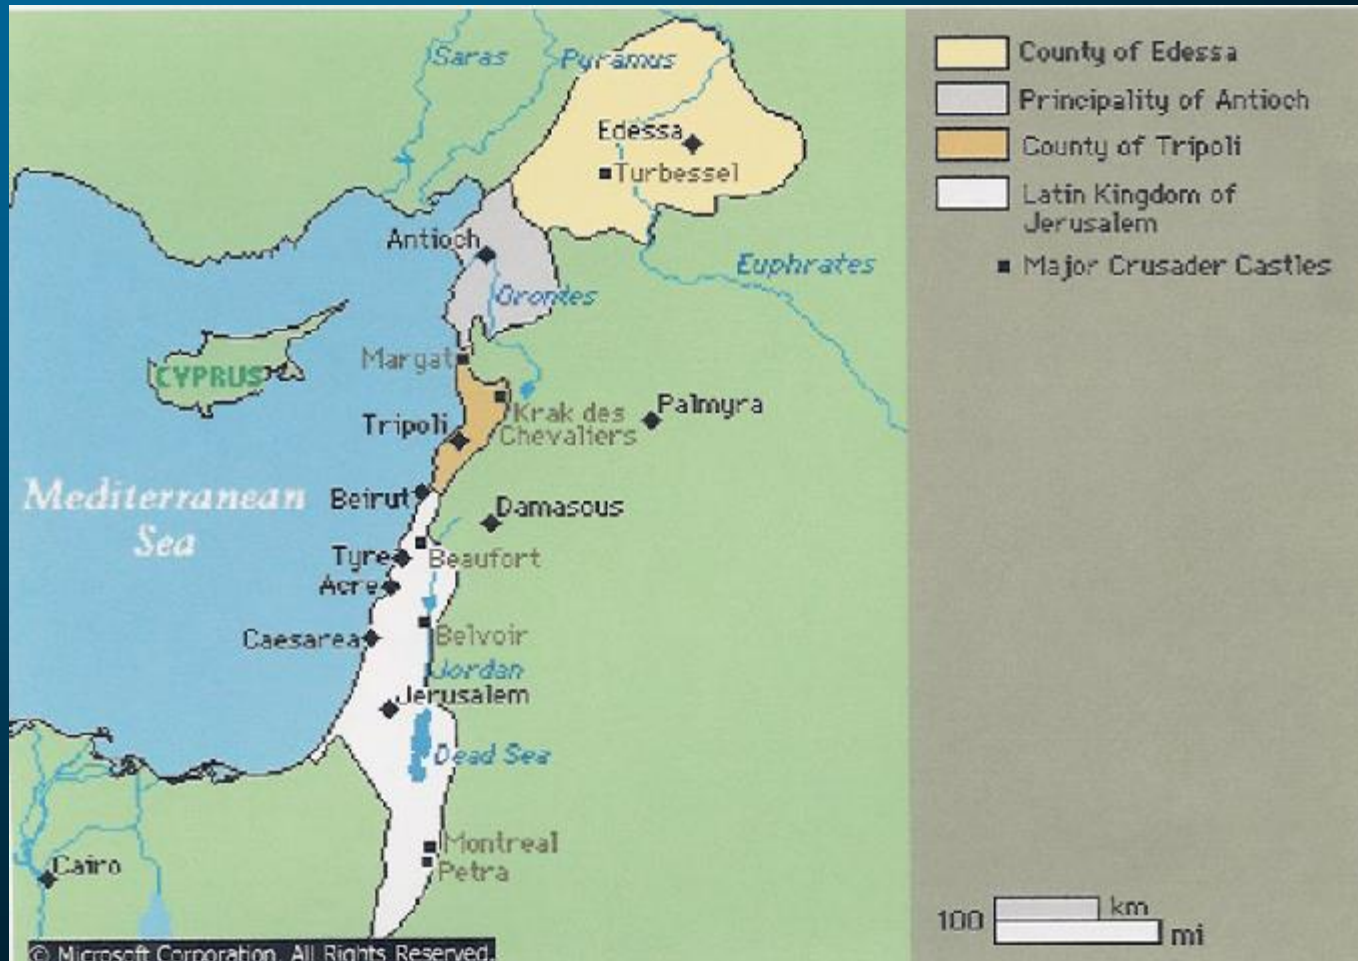 Saras
Pyramus
Edessa
Turbessel
Antioch
Euphrates
Orontes
Margat
CYPRUS
Krak des
Chevaliers
Palmyra
Tripoli
Mediterranean
Sea
Beirut
Damasous
Tyre
Beaufort
Acre
Caesarea
Belvoir
Jordan
Jerusalem
Dead Sea
Montreal
Petra
Cairo
© Microsoft Corporation. All Rights Reserved.
County of Edessa
Principality of Antioch
County of Tripoli
Latin Kingdom of
Jerusalem
Major Crusader Castles
100 km
mi